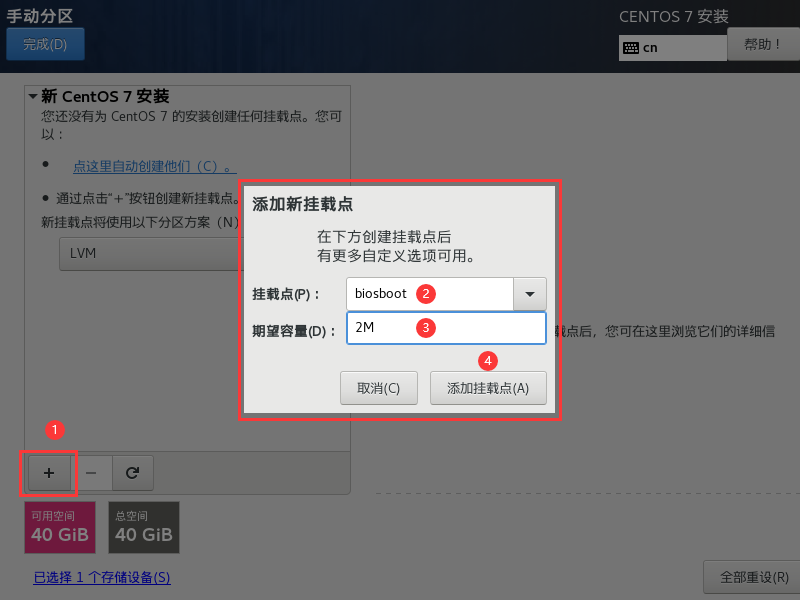 手动分区
CENTOS 7 安装
完成(D)
cn
帮助！
新 CentOS 7 安装
您还没有为 CentOS 7 的安装创建任何挂载点。您可
以：
点这里自动创建他们（C）。
通过点击“+”按钮创建新挂载点。
新挂载点将使用以下分区方案（N）
LVM
添加新挂载点
在下方创建挂载点后
有更多自定义选项可用。
挂载点(P)：
biosboot
2
期望容量(D)：
2M
3
载点后，您可在这里浏览它们的详细信
4
取消(C)
添加挂载点(A)
1
+
−
可用空间
40 GiB
总空间
40 GiB
已选择 1 个存储设备(S)
全部重设(R)